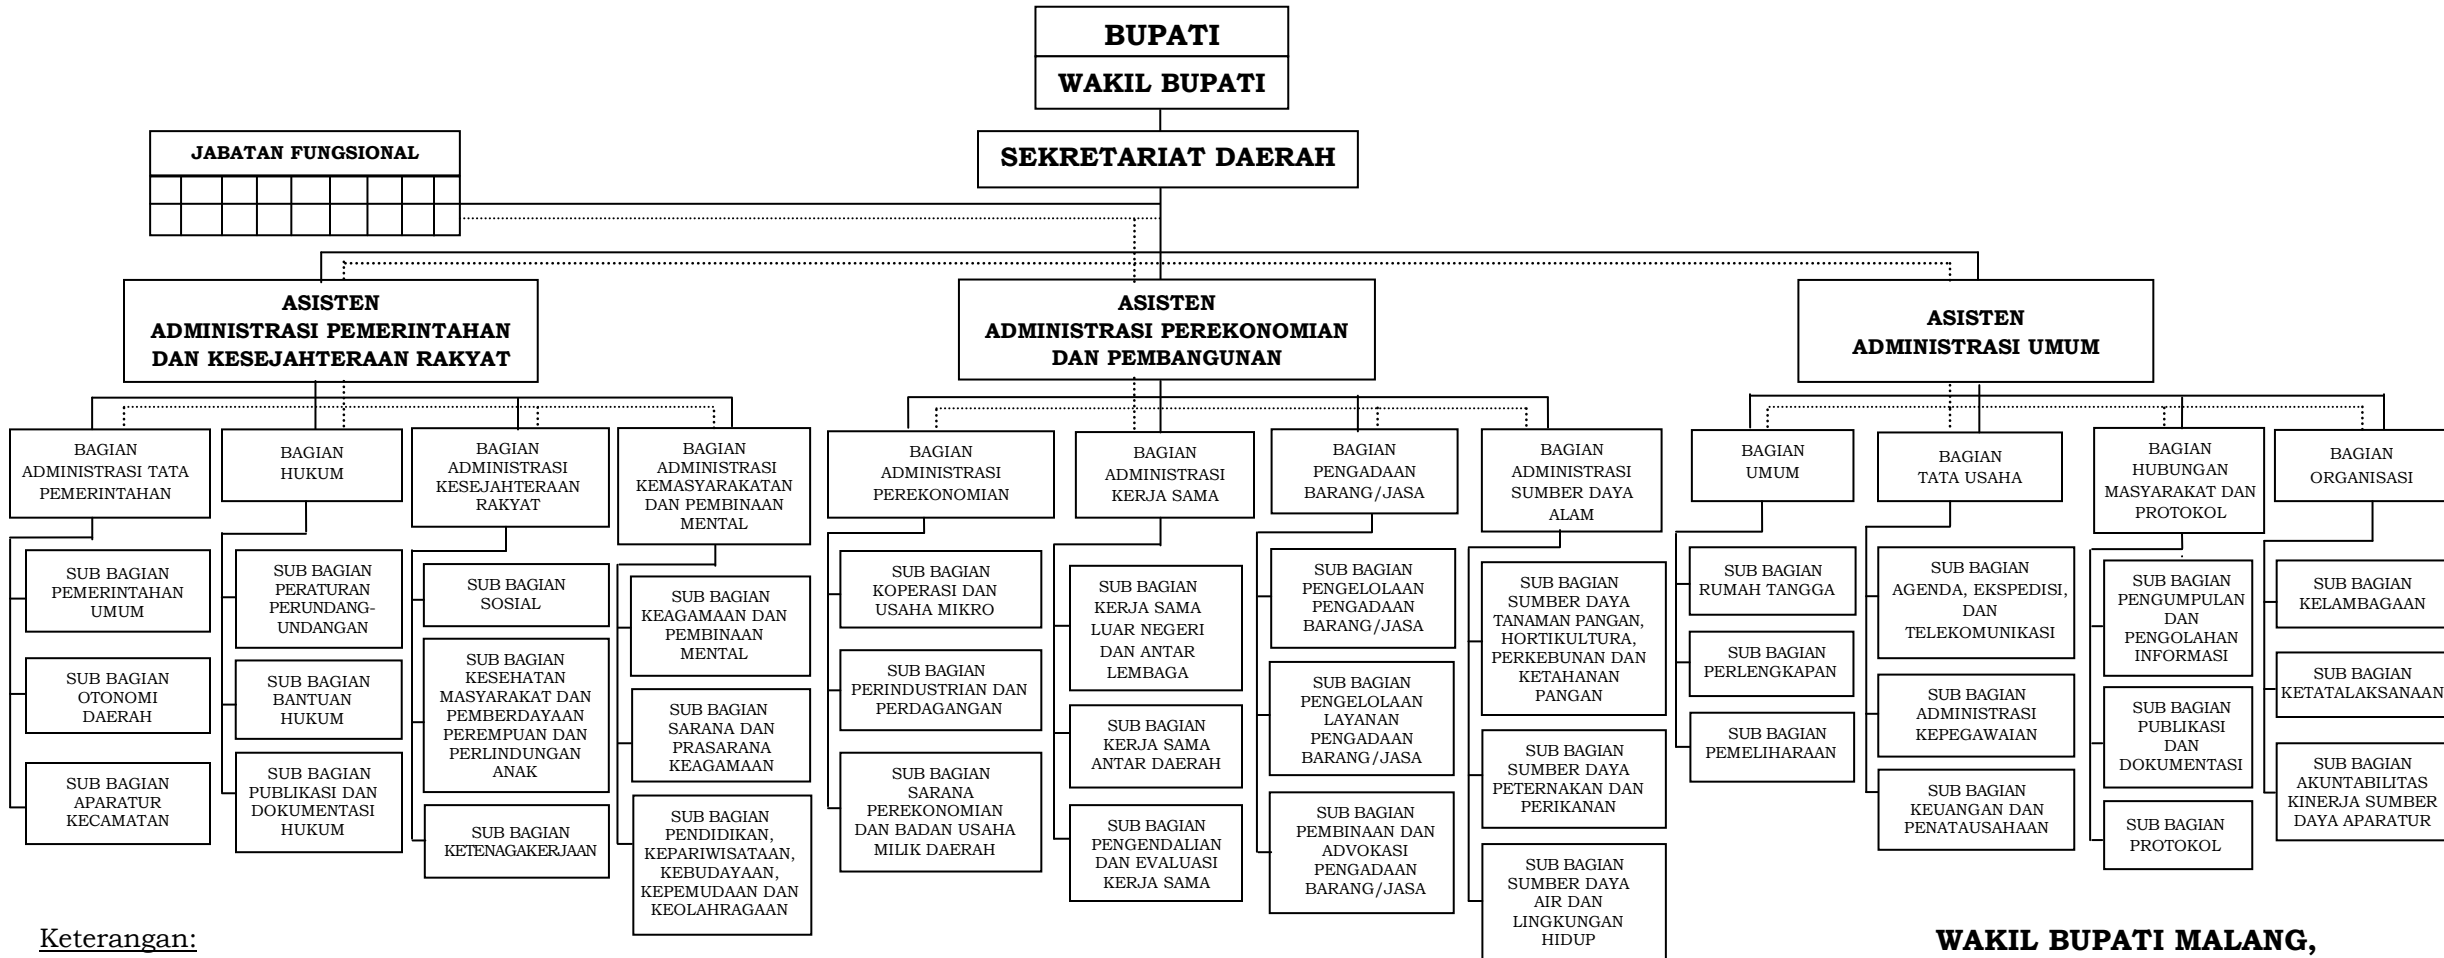 BUPATI
WAKIL BUPATI
SEKRETARIAT DAERAH
JABATAN FUNGSIONAL
ASISTEN
ADMINISTRASI PEMERINTAHAN
DAN KESEJAHTERAAN RAKYAT
ASISTEN
ADMINISTRASI PEREKONOMIAN
DAN PEMBANGUNAN
ASISTEN
ADMINISTRASI UMUM
BAGIAN
ADMINISTRASI TATA
PEMERINTAHAN
BAGIAN
HUKUM
BAGIAN
ADMINISTRASI
KESEJAHTERAAN
RAKYAT
BAGIAN
ADMINISTRASI
KEMASYARAKATAN
DAN PEMBINAAN
MENTAL
BAGIAN
ADMINISTRASI
PEREKONOMIAN
BAGIAN
ADMINISTRASI
KERJA SAMA
BAGIAN
PENGADAAN
BARANG/JASA
BAGIAN
ADMINISTRASI
SUMBER DAYA
ALAM
BAGIAN
UMUM
BAGIAN
TATA USAHA
BAGIAN
HUBUNGAN
MASYARAKAT DAN
PROTOKOL
BAGIAN
ORGANISASI
SUB BAGIAN
PEMERINTAHAN
UMUM
SUB BAGIAN
OTONOMI
DAERAH
SUB BAGIAN
APARATUR
KECAMATAN
SUB BAGIAN
PERATURAN
PERUNDANG-
UNDANGAN
SUB BAGIAN
BANTUAN
HUKUM
SUB BAGIAN
PUBLIKASI DAN
DOKUMENTASI
HUKUM
SUB BAGIAN
SOSIAL
SUB BAGIAN
KESEHATAN
MASYARAKAT DAN
PEMBERDAYAAN
PEREMPUAN DAN
PERLINDUNGAN
ANAK
SUB BAGIAN
KETENAGAKERJAAN
SUB BAGIAN
KEAGAMAAN DAN
PEMBINAAN
MENTAL
SUB BAGIAN
SARANA DAN
PRASARANA
KEAGAMAAN
SUB BAGIAN
PENDIDIKAN,
KEPARIWISATAAN,
KEBUDAYAAN,
KEPEMUDAAN DAN
KEOLAHRAGAAN
SUB BAGIAN
KOPERASI DAN
USAHA MIKRO
SUB BAGIAN
PERINDUSTRIAN DAN
PERDAGANGAN
SUB BAGIAN
SARANA
PEREKONOMIAN
DAN BADAN USAHA
MILIK DAERAH
SUB BAGIAN
KERJA SAMA
LUAR NEGERI
DAN ANTAR
LEMBAGA
SUB BAGIAN
KERJA SAMA
ANTAR DAERAH
SUB BAGIAN
PENGENDALIAN
DAN EVALUASI
KERJA SAMA
SUB BAGIAN
PENGELOLAAN
PENGADAAN
BARANG/JASA
SUB BAGIAN
PENGELOLAAN
LAYANAN
PENGADAAN
BARANG/JASA
SUB BAGIAN
PEMBINAAN DAN
ADVOKASI
PENGADAAN
BARANG/JASA
SUB BAGIAN
SUMBER DAYA
TANAMAN PANGAN,
HORTIKULTURA,
PERKEBUNAN DAN
KETAHANAN
PANGAN
SUB BAGIAN
SUMBER DAYA
PETERNAKAN DAN
PERIKANAN
SUB BAGIAN
SUMBER DAYA
AIR DAN
LINGKUNGAN
HIDUP
SUB BAGIAN
RUMAH TANGGA
SUB BAGIAN
PERLENGKAPAN
SUB BAGIAN
PEMELIHARAAN
SUB BAGIAN
AGENDA, EKSPEDISI,
DAN
TELEKOMUNIKASI
SUB BAGIAN
ADMINISTRASI
KEPEGAWAIAN
SUB BAGIAN
KEUANGAN DAN
PENATAUSAHAAN
SUB BAGIAN
PENGUMPULAN
DAN
PENGOLAHAN
INFORMASI
SUB BAGIAN
PUBLIKASI
DAN
DOKUMENTASI
SUB BAGIAN
PROTOKOL
SUB BAGIAN
KELAMBAGAAN
SUB BAGIAN
KETATALAKSANAAN
SUB BAGIAN
AKUNTABILITAS
KINERJA SUMBER
DAYA APARATUR
Keterangan:
WAKIL BUPATI MALANG,